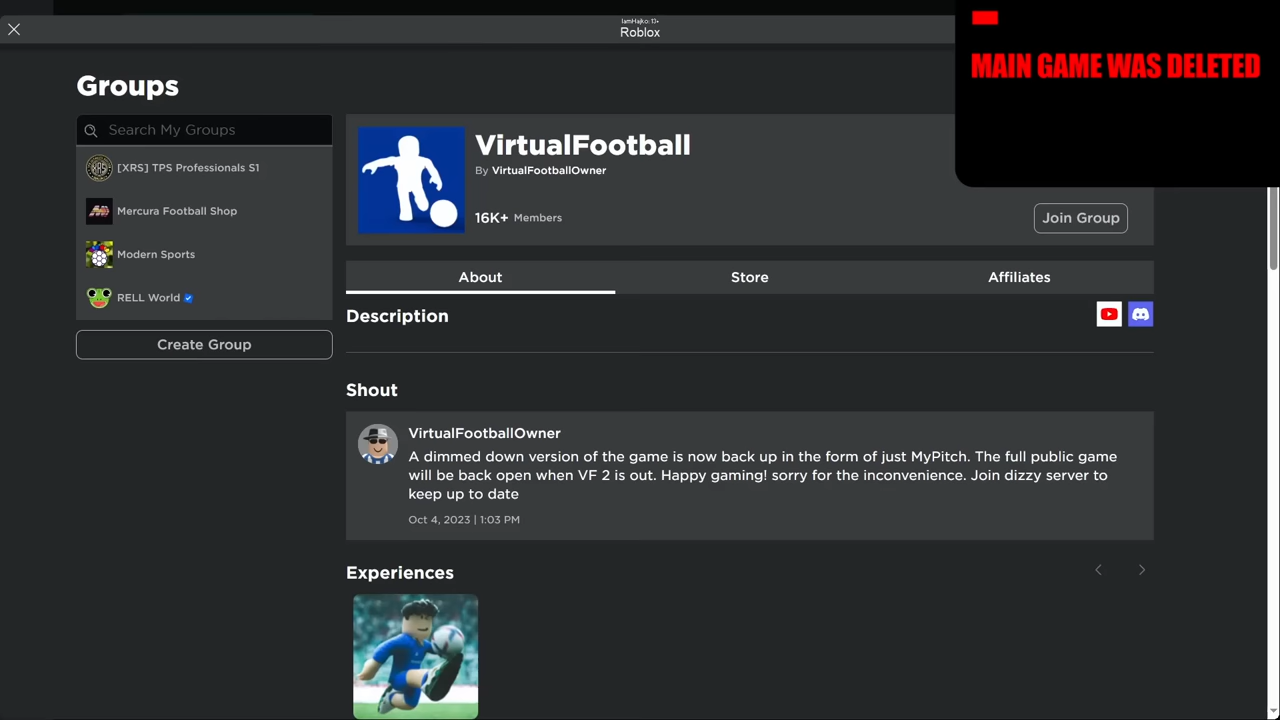 IamHajko: 13+
Roblox
MAIN GAME WAS DELETED
Groups
Search My Groups
[XRS] TPS Professionals S1
Mercura Football Shop
Modern Sports
RELL World
Create Group
VirtualFootball
By VirtualFootballOwner
16K+ Members
Join Group
About
Store
Affiliates
Description
Shout
VirtualFootballOwner
A dimmed down version of the game is now back up in the form of just MyPitch. The full public game
will be back open when VF 2 is out. Happy gaming! sorry for the inconvenience. Join dizzy server to
keep up to date
Oct 4, 2023 | 1:03 PM
Experiences